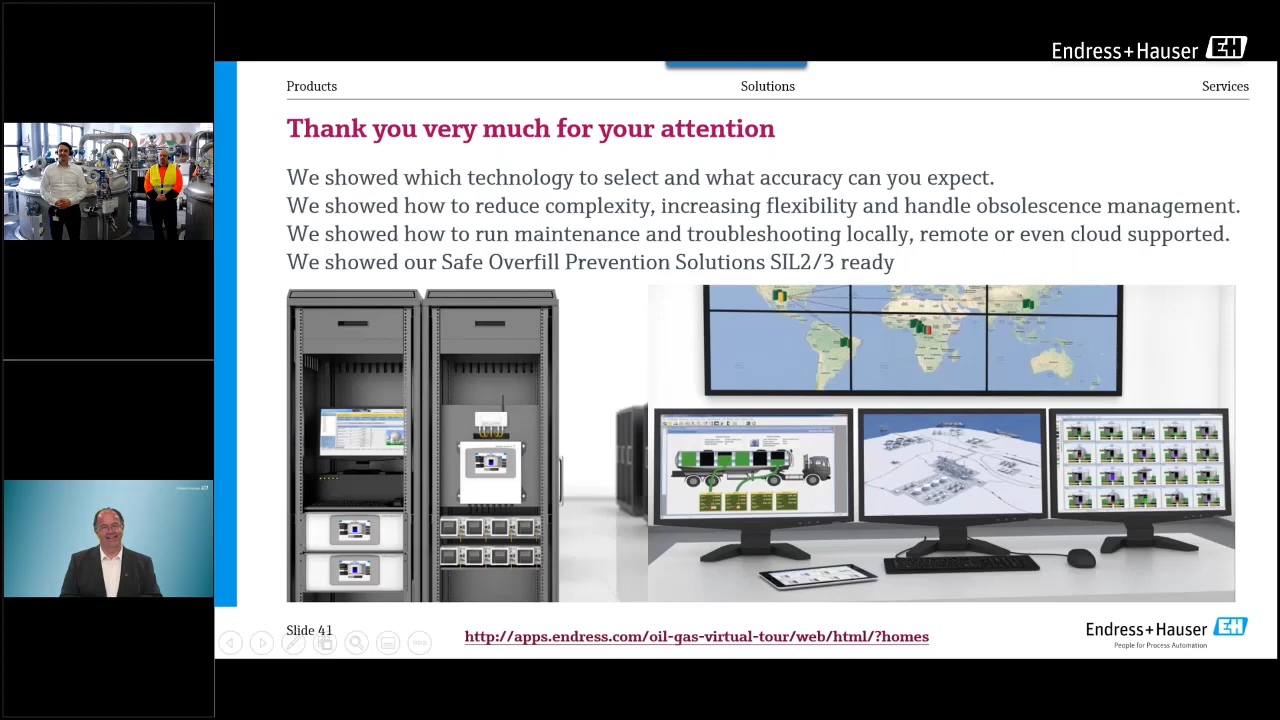 Endress+Hauser EH
Products Solutions Services
Thank you very much for your attention
We showed which technology to select and what accuracy can you expect.
We showed how to reduce complexity, increasing flexibility and handle obsolescence management.
We showed how to run maintenance and troubleshooting locally, remote or even cloud supported.
We showed our Safe Overfill Prevention Solutions SIL2/3 ready
Slide 41
http://apps.endress.com/oil-gas-virtual-tour/web/html/?homes
Endress+Hauser EH
People for Process Automation